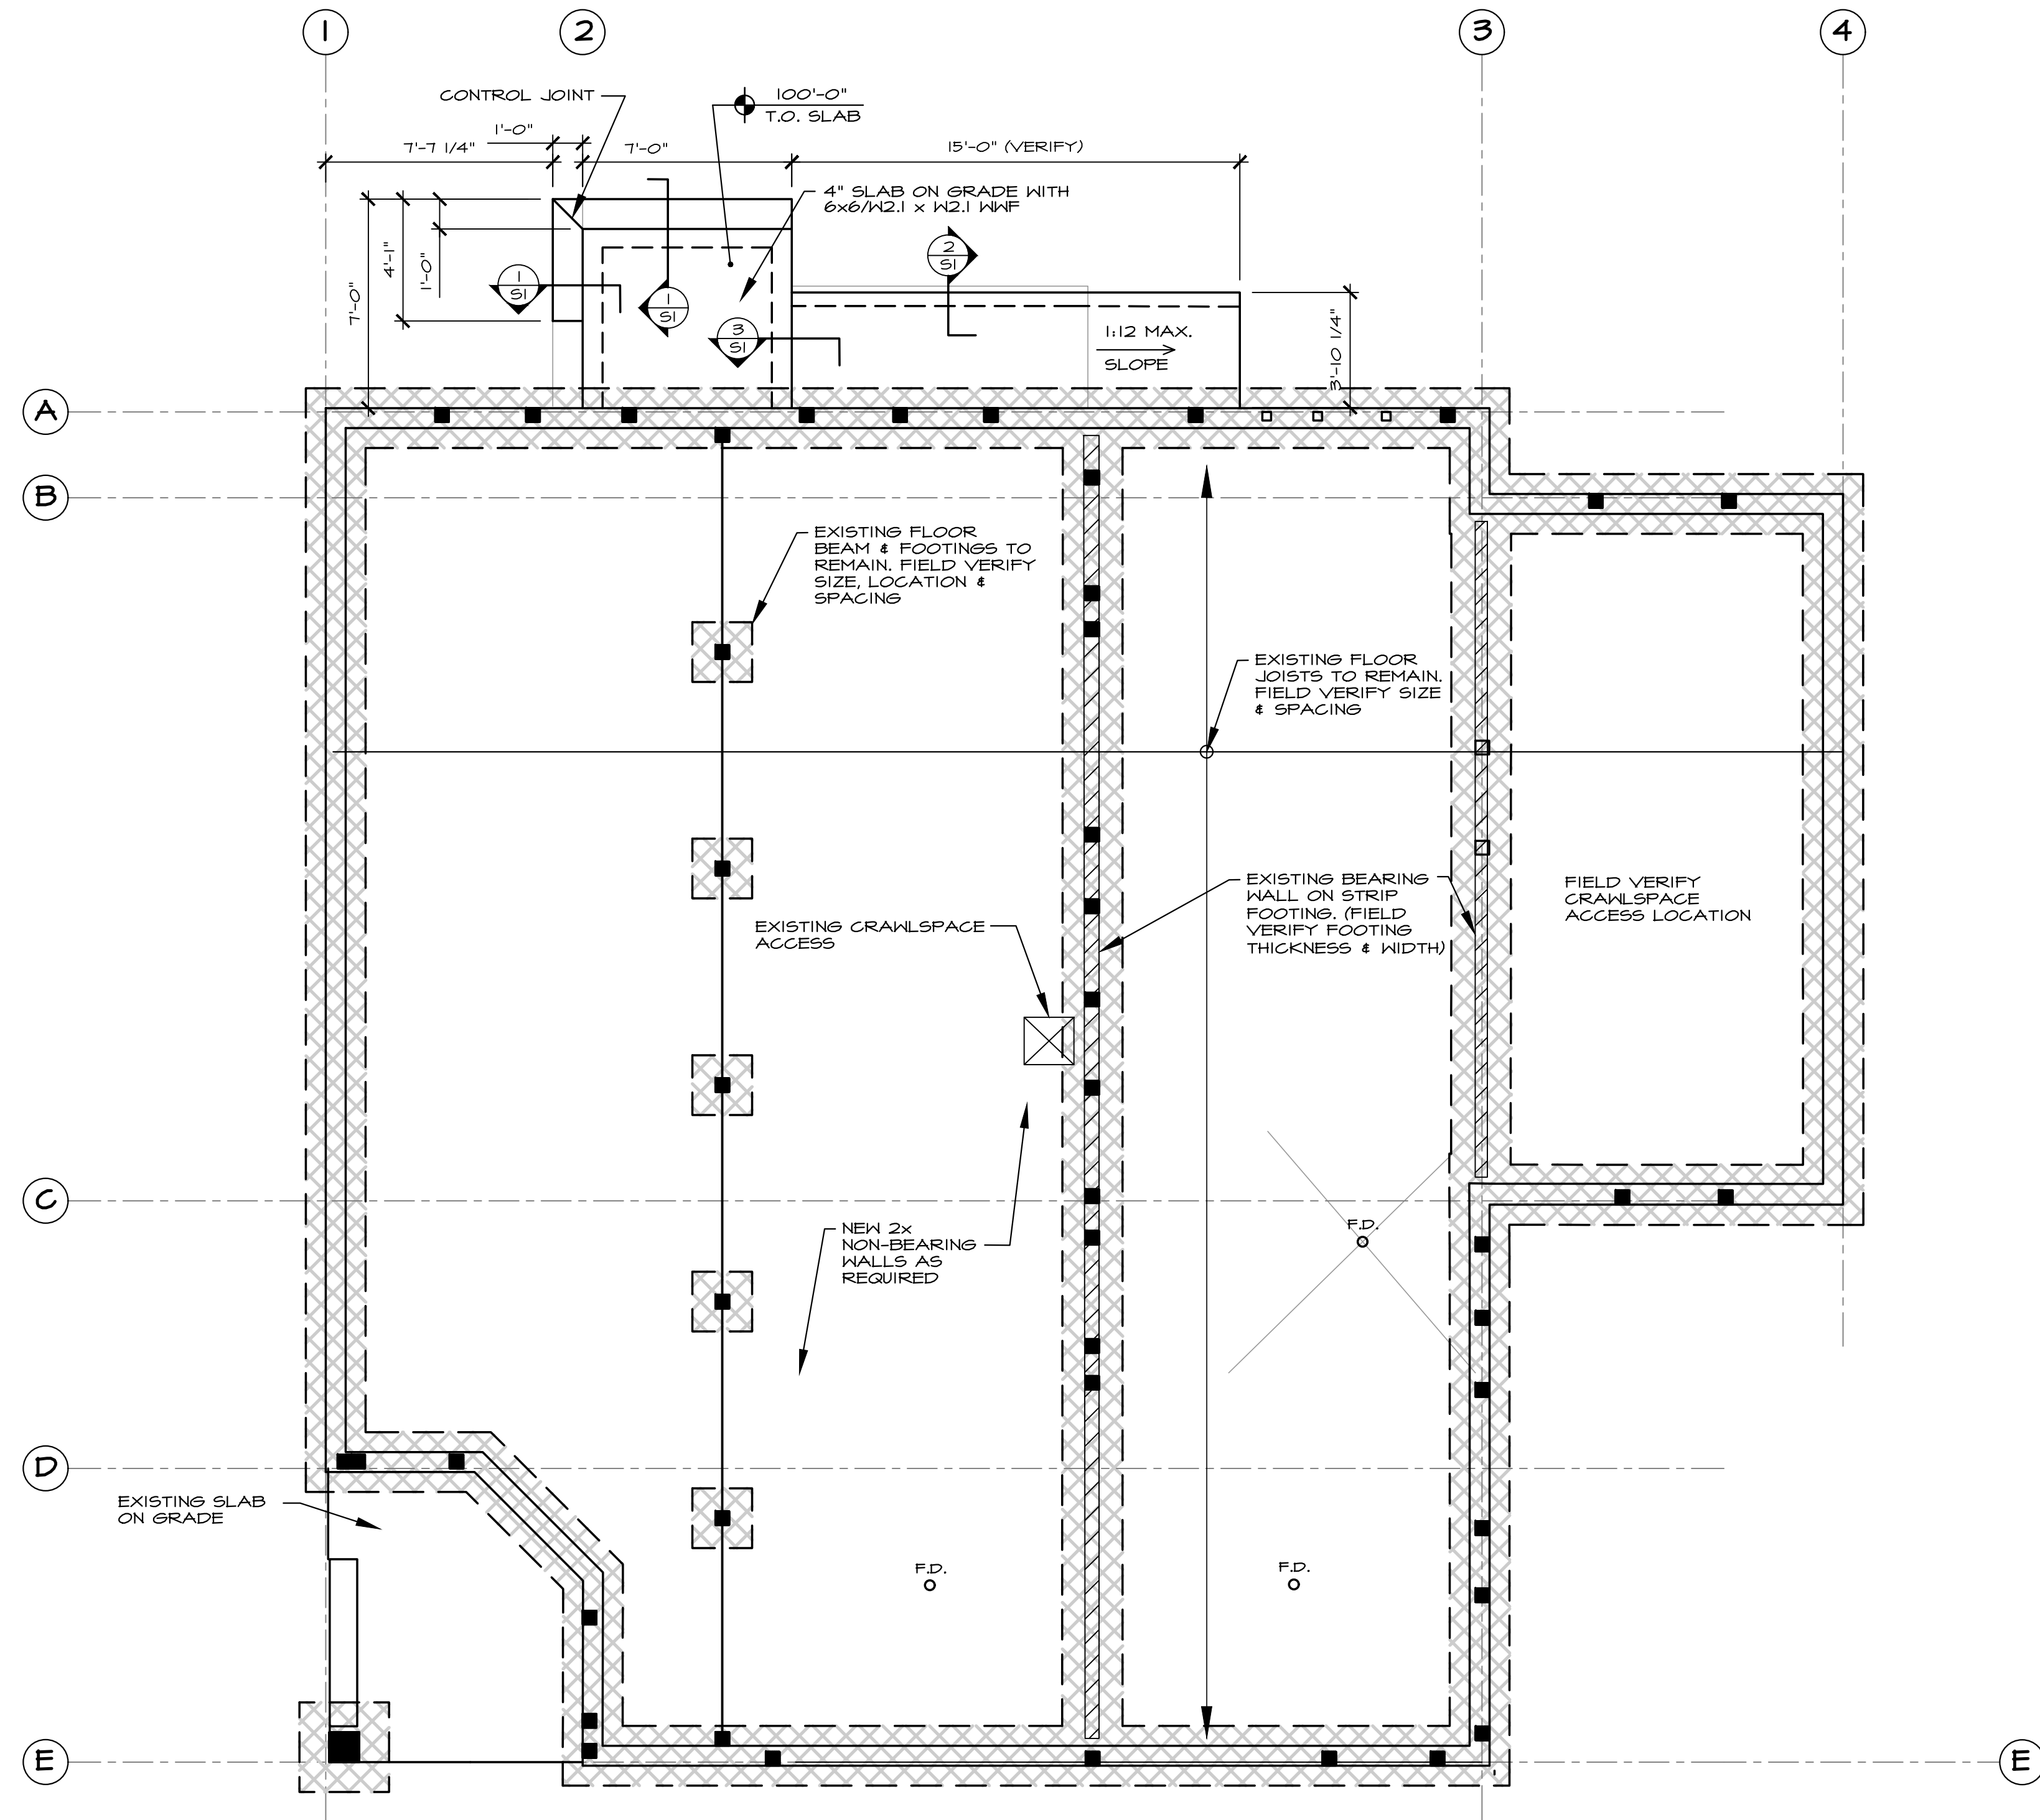 1
2
3
4
CONTROL JOINT
100'-0"
T.O. SLAB
1'-0"
7'-7 1/4"
7'-0"
15'-0" (VERIFY)
4" SLAB ON GRADE WITH
6x6/W2.1 x W2.1 WWF
7'-0"
4'-1"
1'-0"
1
S1
1
S1
2
S1
3
S1
1:12 MAX.
SLOPE
3'-10 1/4"
A
B
EXISTING FLOOR
BEAM & FOOTINGS TO
REMAIN. FIELD VERIFY
SIZE, LOCATION &
SPACING
EXISTING FLOOR
JOISTS TO REMAIN.
FIELD VERIFY SIZE
& SPACING
EXISTING BEARING
WALL ON STRIP
FOOTING. (FIELD
VERIFY FOOTING
THICKNESS & WIDTH)
FIELD VERIFY
CRAWLSPACE
ACCESS LOCATION
EXISTING CRAWLSPACE
ACCESS
C
NEW 2x
NON-BEARING
WALLS AS
REQUIRED
F.D.
D
EXISTING SLAB
ON GRADE
F.D.
F.D.
E
E